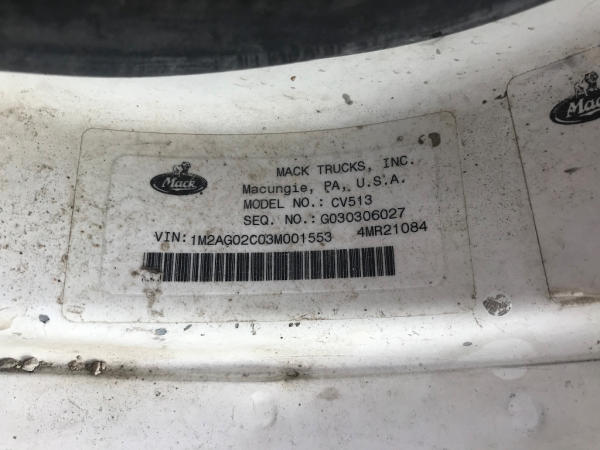 Mack
MACK TRUCKS, INC.
Macungie, PA, U.S.A.
MODEL NO.: CV513
SEQ. NO.: G030306027
VIN: 1M2AG02C03M001553 4MR21084
Mack